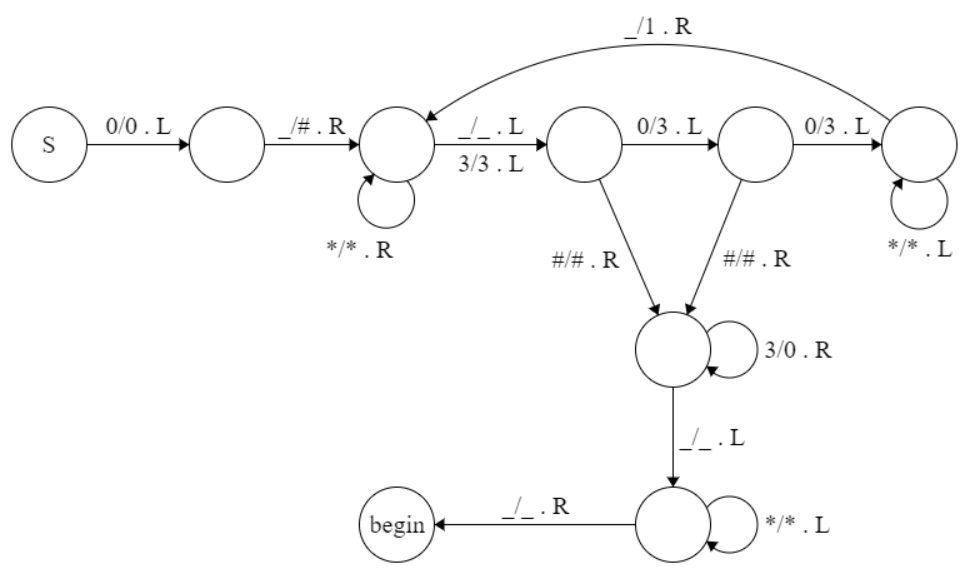 _/1 . R
0/0 . L
_/# . R
_/_ . L
0/3 . L
0/3 . L
S
3/3 . L
*/* . R
*/* . L
#/# . R
#/# . R
3/0 . R
_/_ . L
_/_ . R
begin
*/* . L